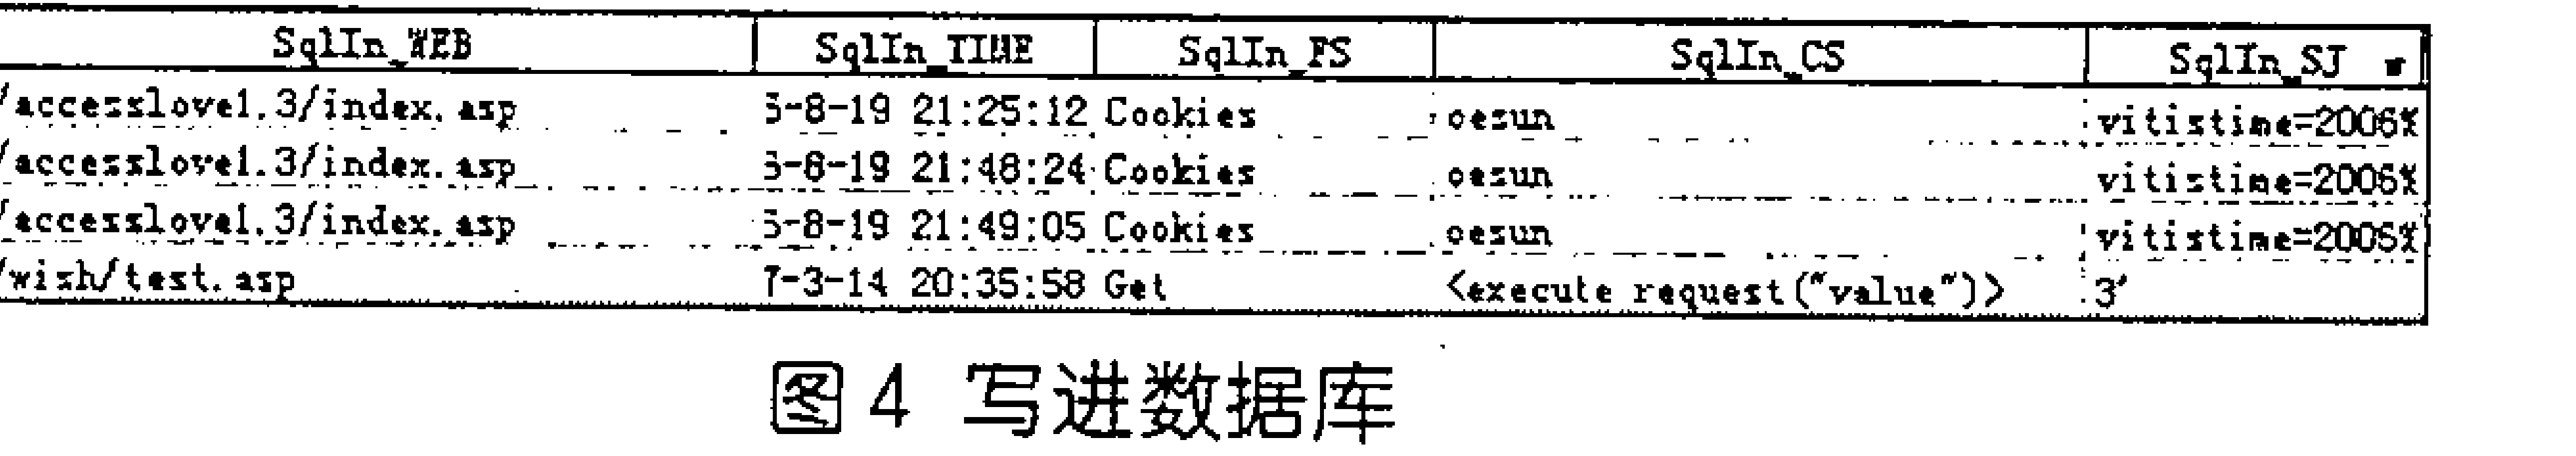 SqlIn_WEB SqlIn_TIME SqlIn_FS SqlIn_CS SqlIn_SJ
/accesslove1.3/index.asp 5-8-19 21:25:12 Cookies oesun vitistime=2006%
/accesslove1.3/index.asp 5-8-19 21:48:24 Cookies oesun vitistime=2006%
/accesslove1.3/index.asp 5-8-19 21:49:05 Cookies oesun vitistime=2006%
/wish/test.asp 7-3-14 20:35:58 Get <execute request("value")> 3'
图4 写进数据库